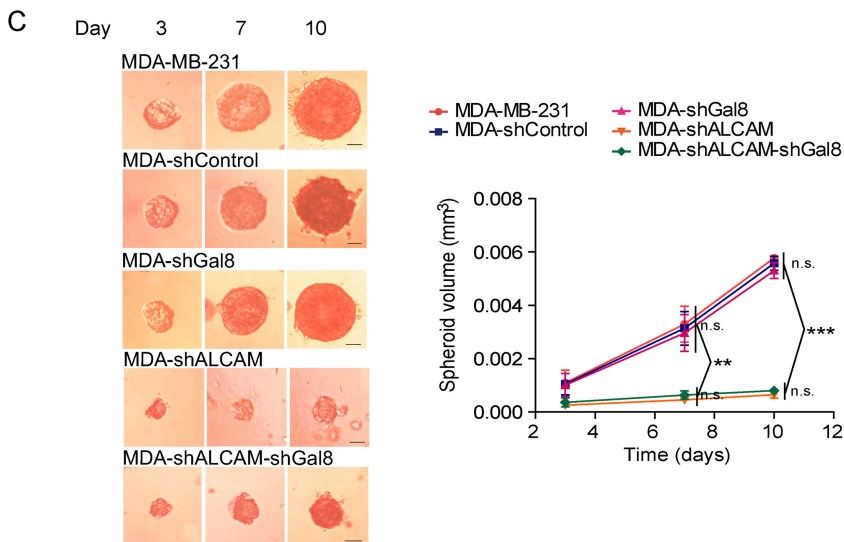 C
Day 3 7 10
MDA-MB-231
MDA-shControl
MDA-shGal8
MDA-shALCAM
MDA-shALCAM-shGal8
MDA-MB-231
MDA-shControl
MDA-shGal8
MDA-shALCAM
MDA-shALCAM-shGal8
Spheroid volume (mm³)
0.008
0.006
0.004
0.002
0.000
n.s.
n.s.
**
***
n.s.
n.s.
2 4 6 8 10 12
Time (days)